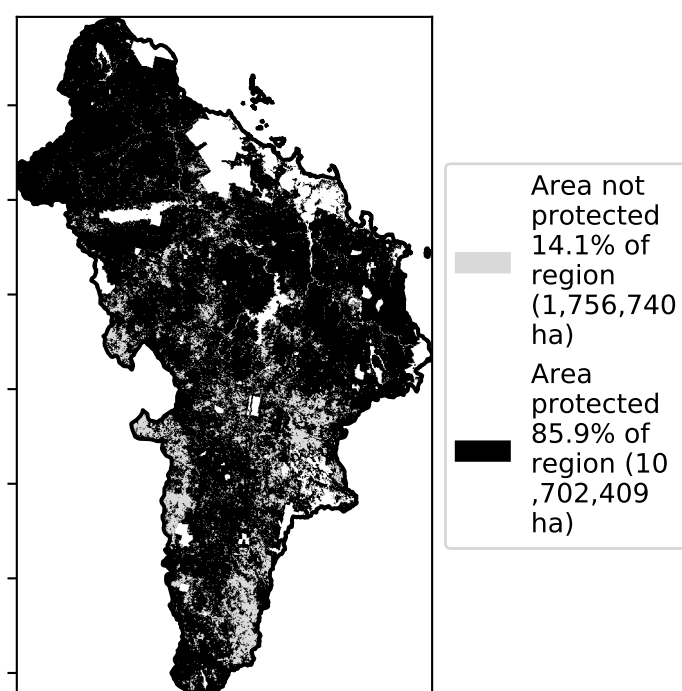 Area not
protected
14.1% of
region
(1,756,740
ha)
Area
protected
85.9% of
region (10
,702,409
ha)